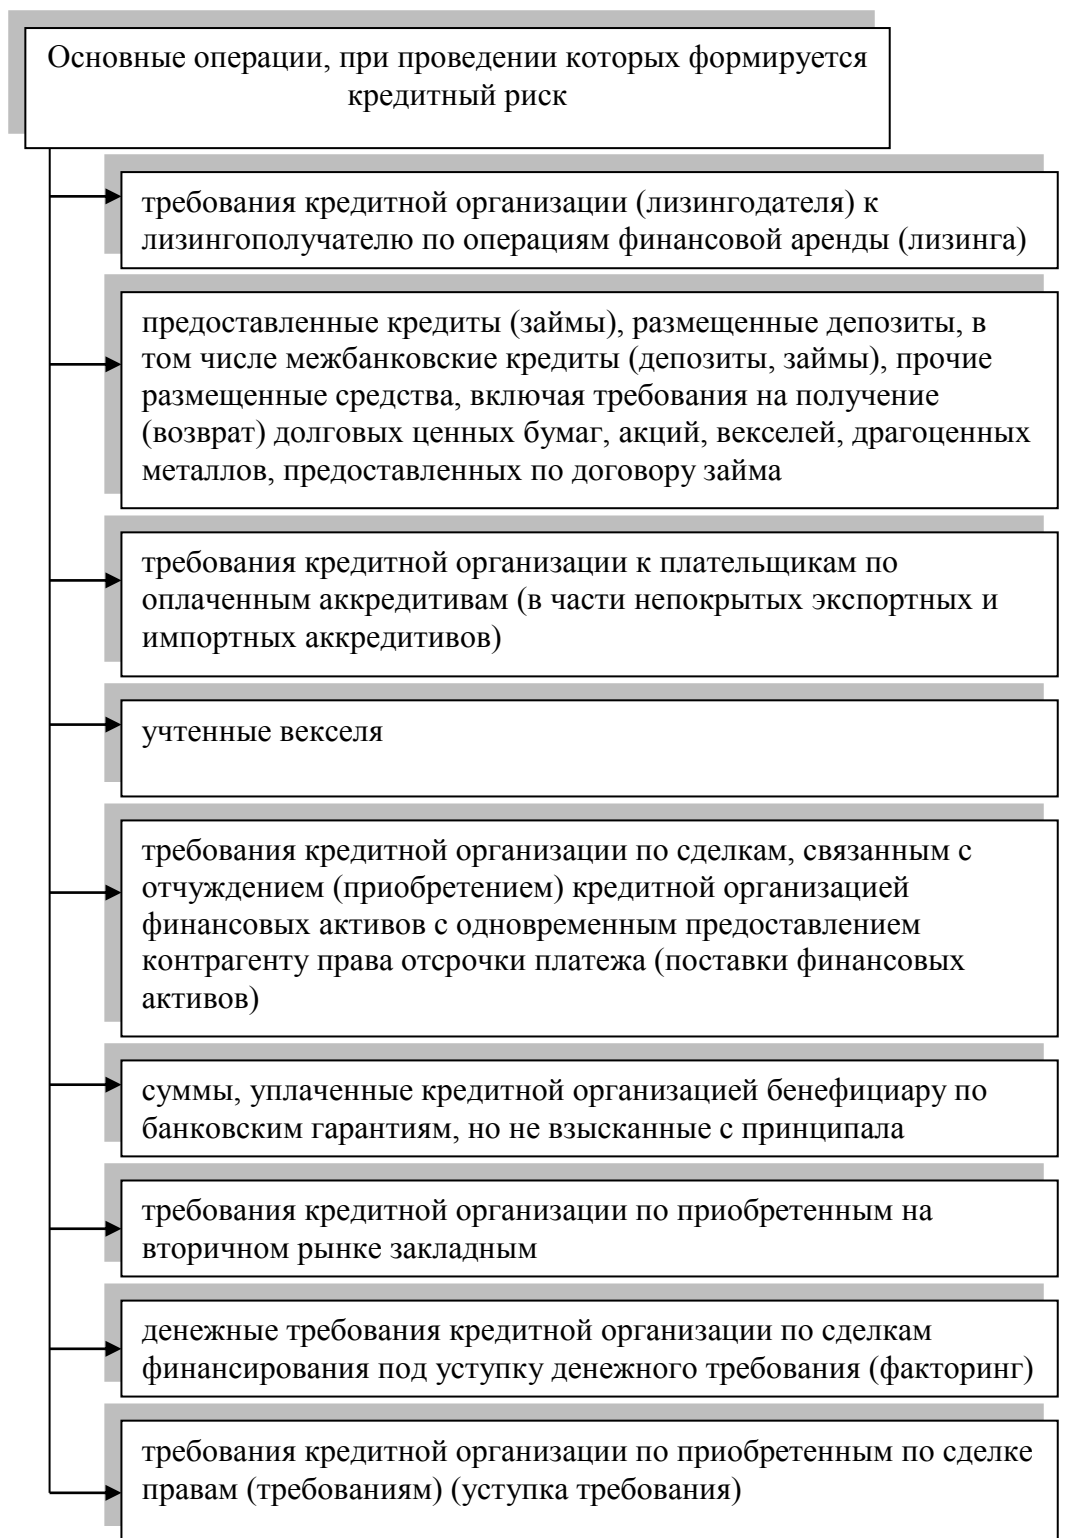 Основные операции, при проведении которых формируется
кредитный риск
требования кредитной организации (лизингодателя) к
лизингополучателю по операциям финансовой аренды (лизинга)
предоставленные кредиты (займы), размещенные депозиты, в
том числе межбанковские кредиты (депозиты, займы), прочие
размещенные средства, включая требования на получение
(возврат) долговых ценных бумаг, акций, векселей, драгоценных
металлов, предоставленных по договору займа
требования кредитной организации к плательщикам по
оплаченным аккредитивам (в части непокрытых экспортных и
импортных аккредитивов)
учтенные векселя
требования кредитной организации по сделкам, связанным с
отчуждением (приобретением) кредитной организацией
финансовых активов с одновременным предоставлением
контрагенту права отсрочки платежа (поставки финансовых
активов)
суммы, уплаченные кредитной организацией бенефициару по
банковским гарантиям, но не взысканные с принципала
требования кредитной организации по приобретенным на
вторичном рынке закладным
денежные требования кредитной организации по сделкам
финансирования под уступку денежного требования (факторинг)
требования кредитной организации по приобретенным по сделке
правам (требованиям) (уступка требования)